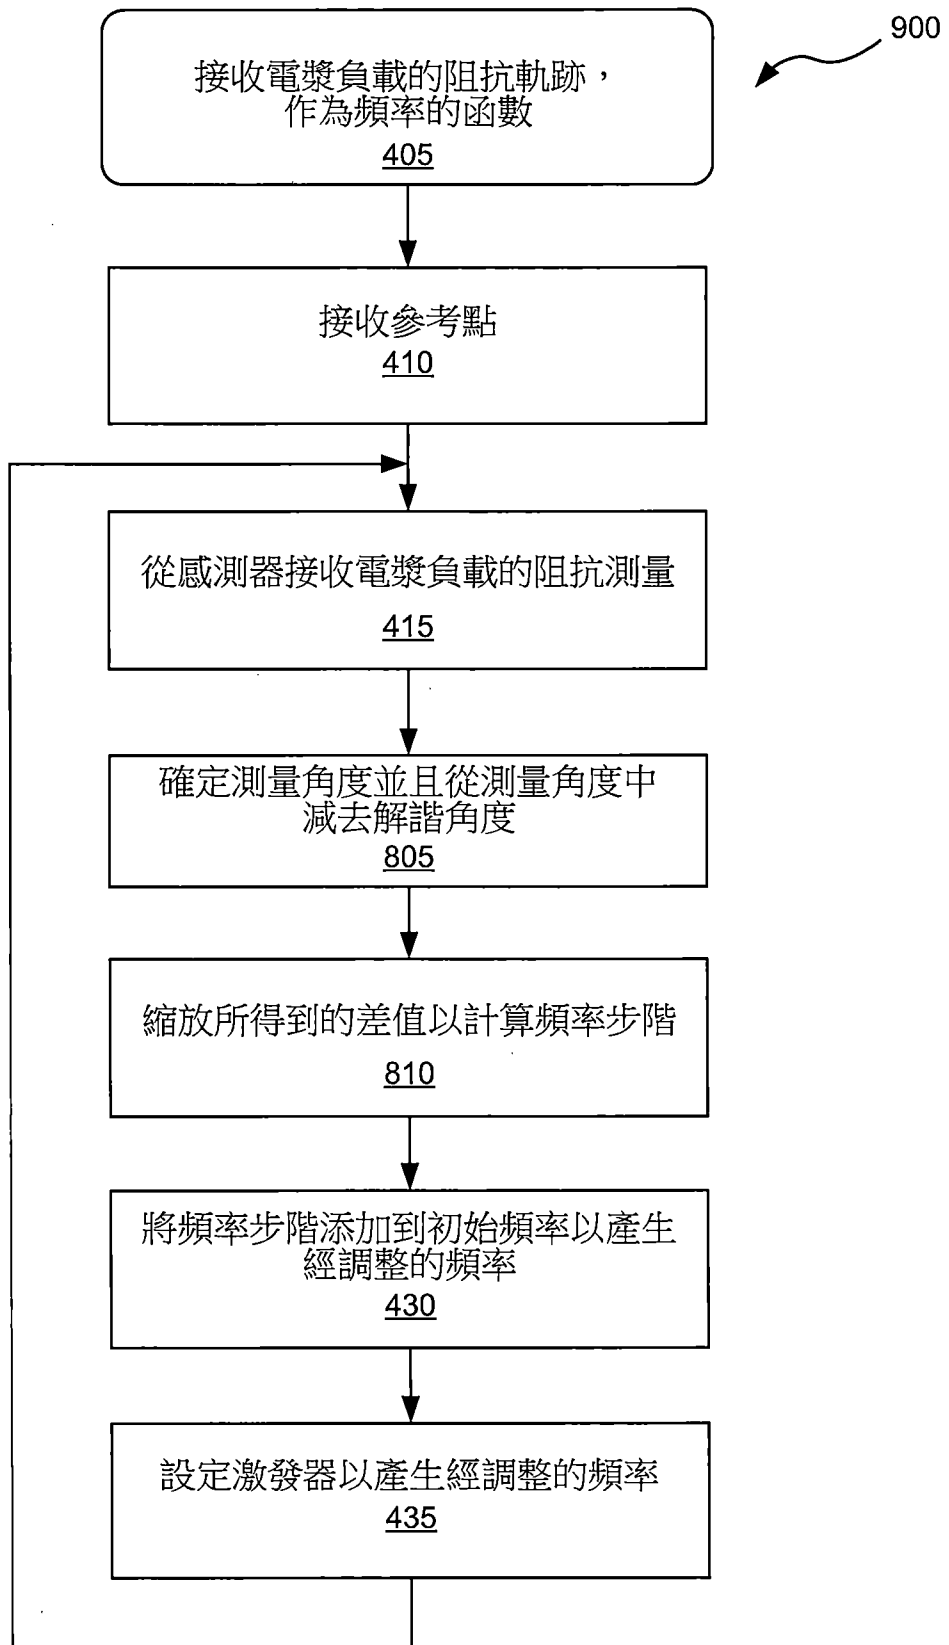 900
接收電漿負載的阻抗軌跡，
作為頻率的函數
405
接收參考點
410
從感測器接收電漿負載的阻抗測量
415
確定測量角度並且從測量角度中
減去解諧角度
805
縮放所得到的差值以計算頻率步階
810
將頻率步階添加到初始頻率以產生
經調整的頻率
430
設定激發器以產生經調整的頻率
435